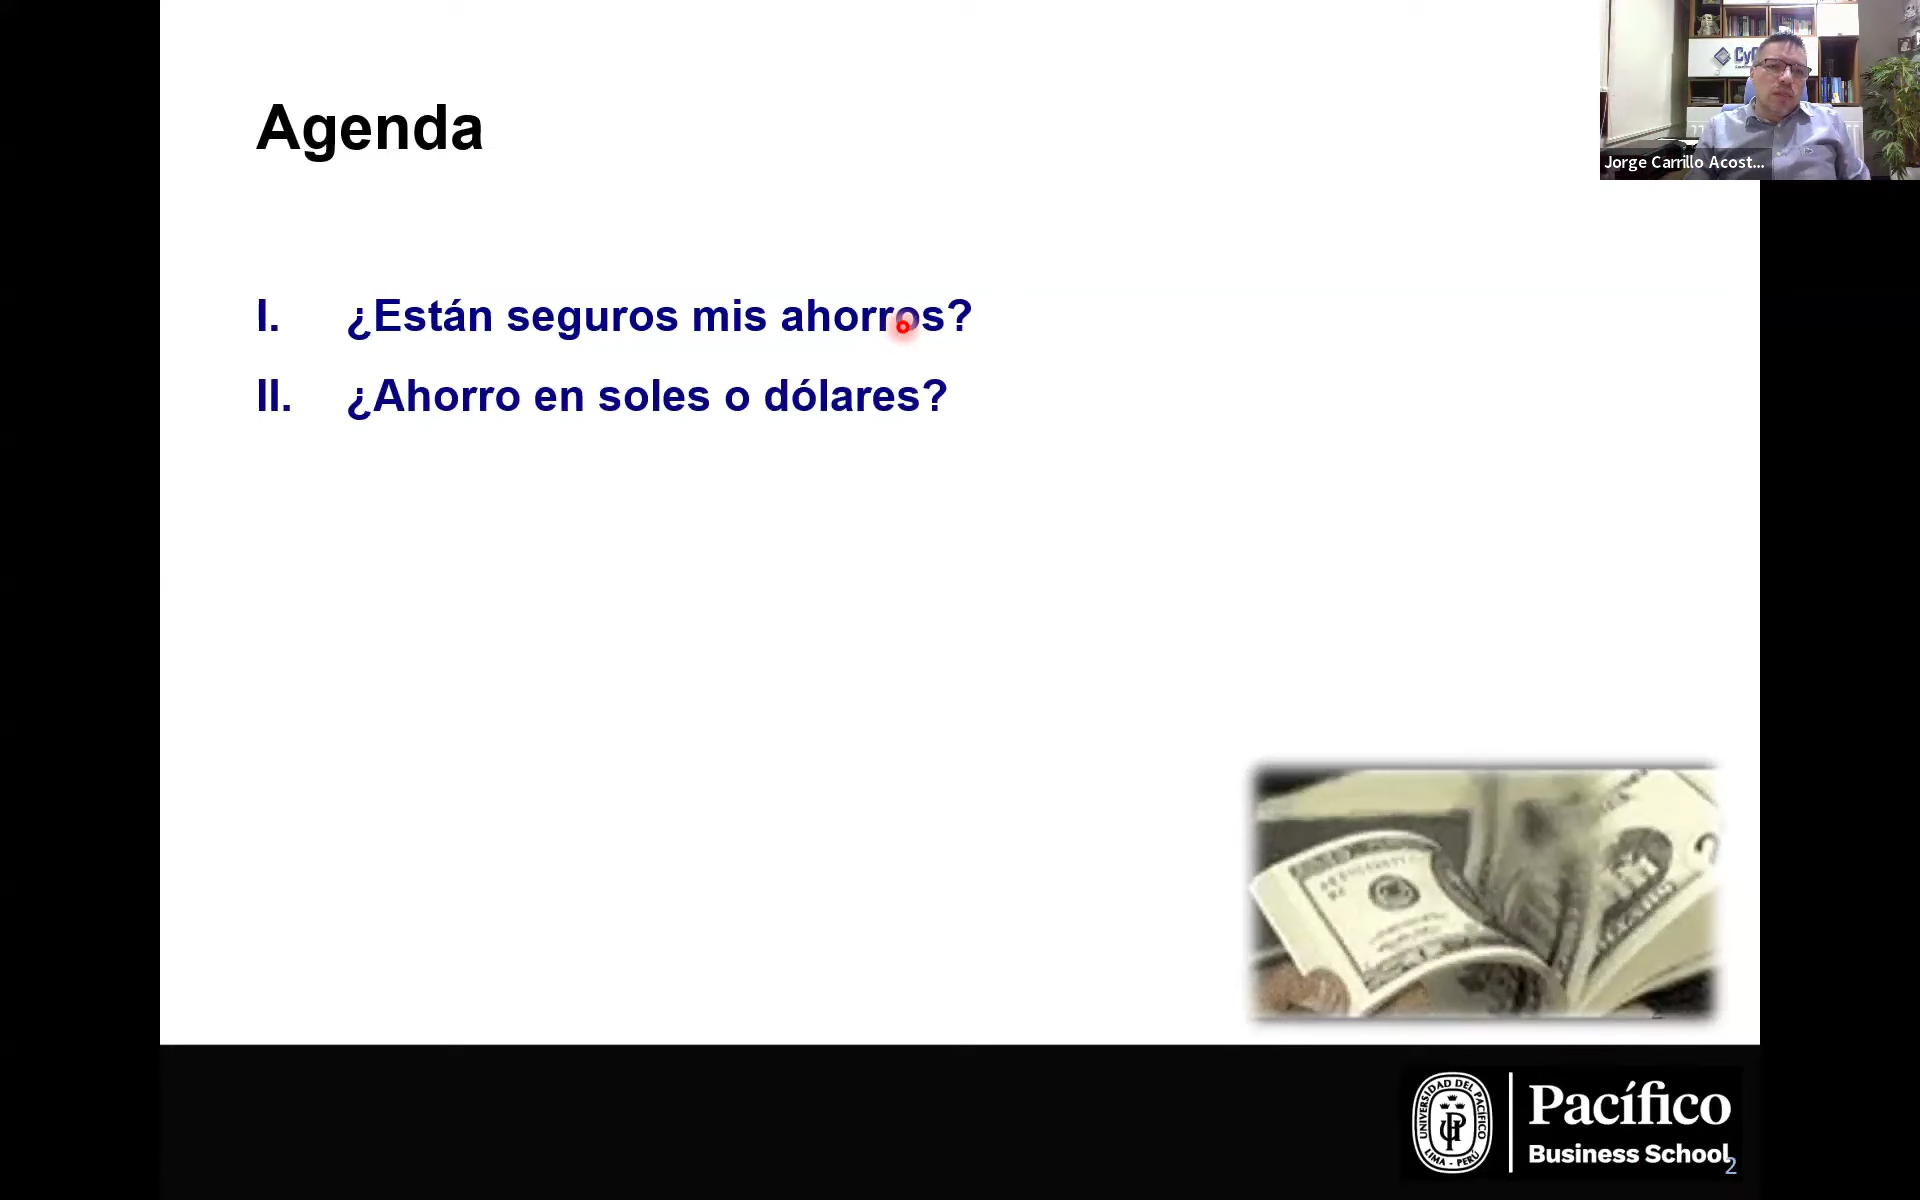 Agenda
I. ¿Están seguros mis ahorros?
II. ¿Ahorro en soles o dólares?
Jorge Carrillo Acost...
UNIVERSIDAD DEL PACÍFICO
LIMA - PERÚ
Pacífico
Business School
2